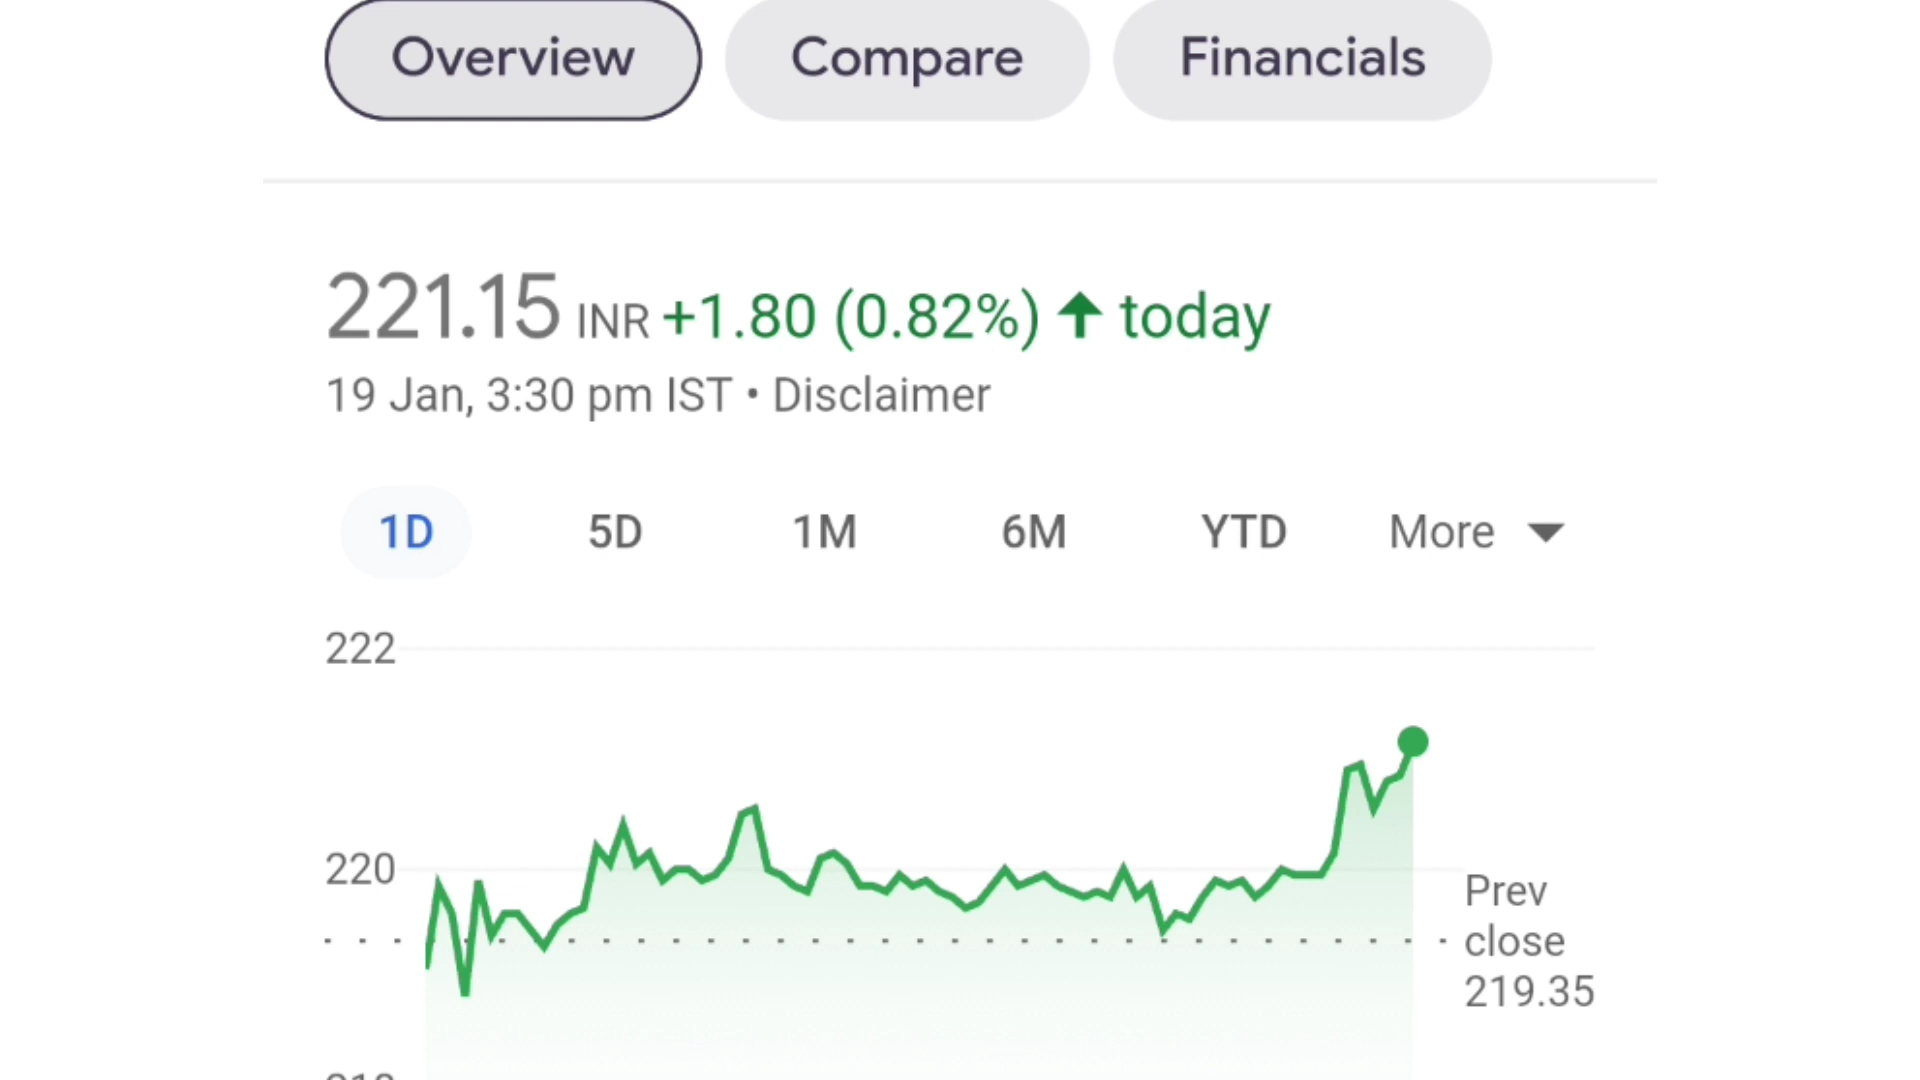 Overview Compare Financials
221.15 INR +1.80 (0.82%) ↑ today
19 Jan, 3:30 pm IST • Disclaimer
1D 5D 1M 6M YTD More
222
220
Prev
close
219.35